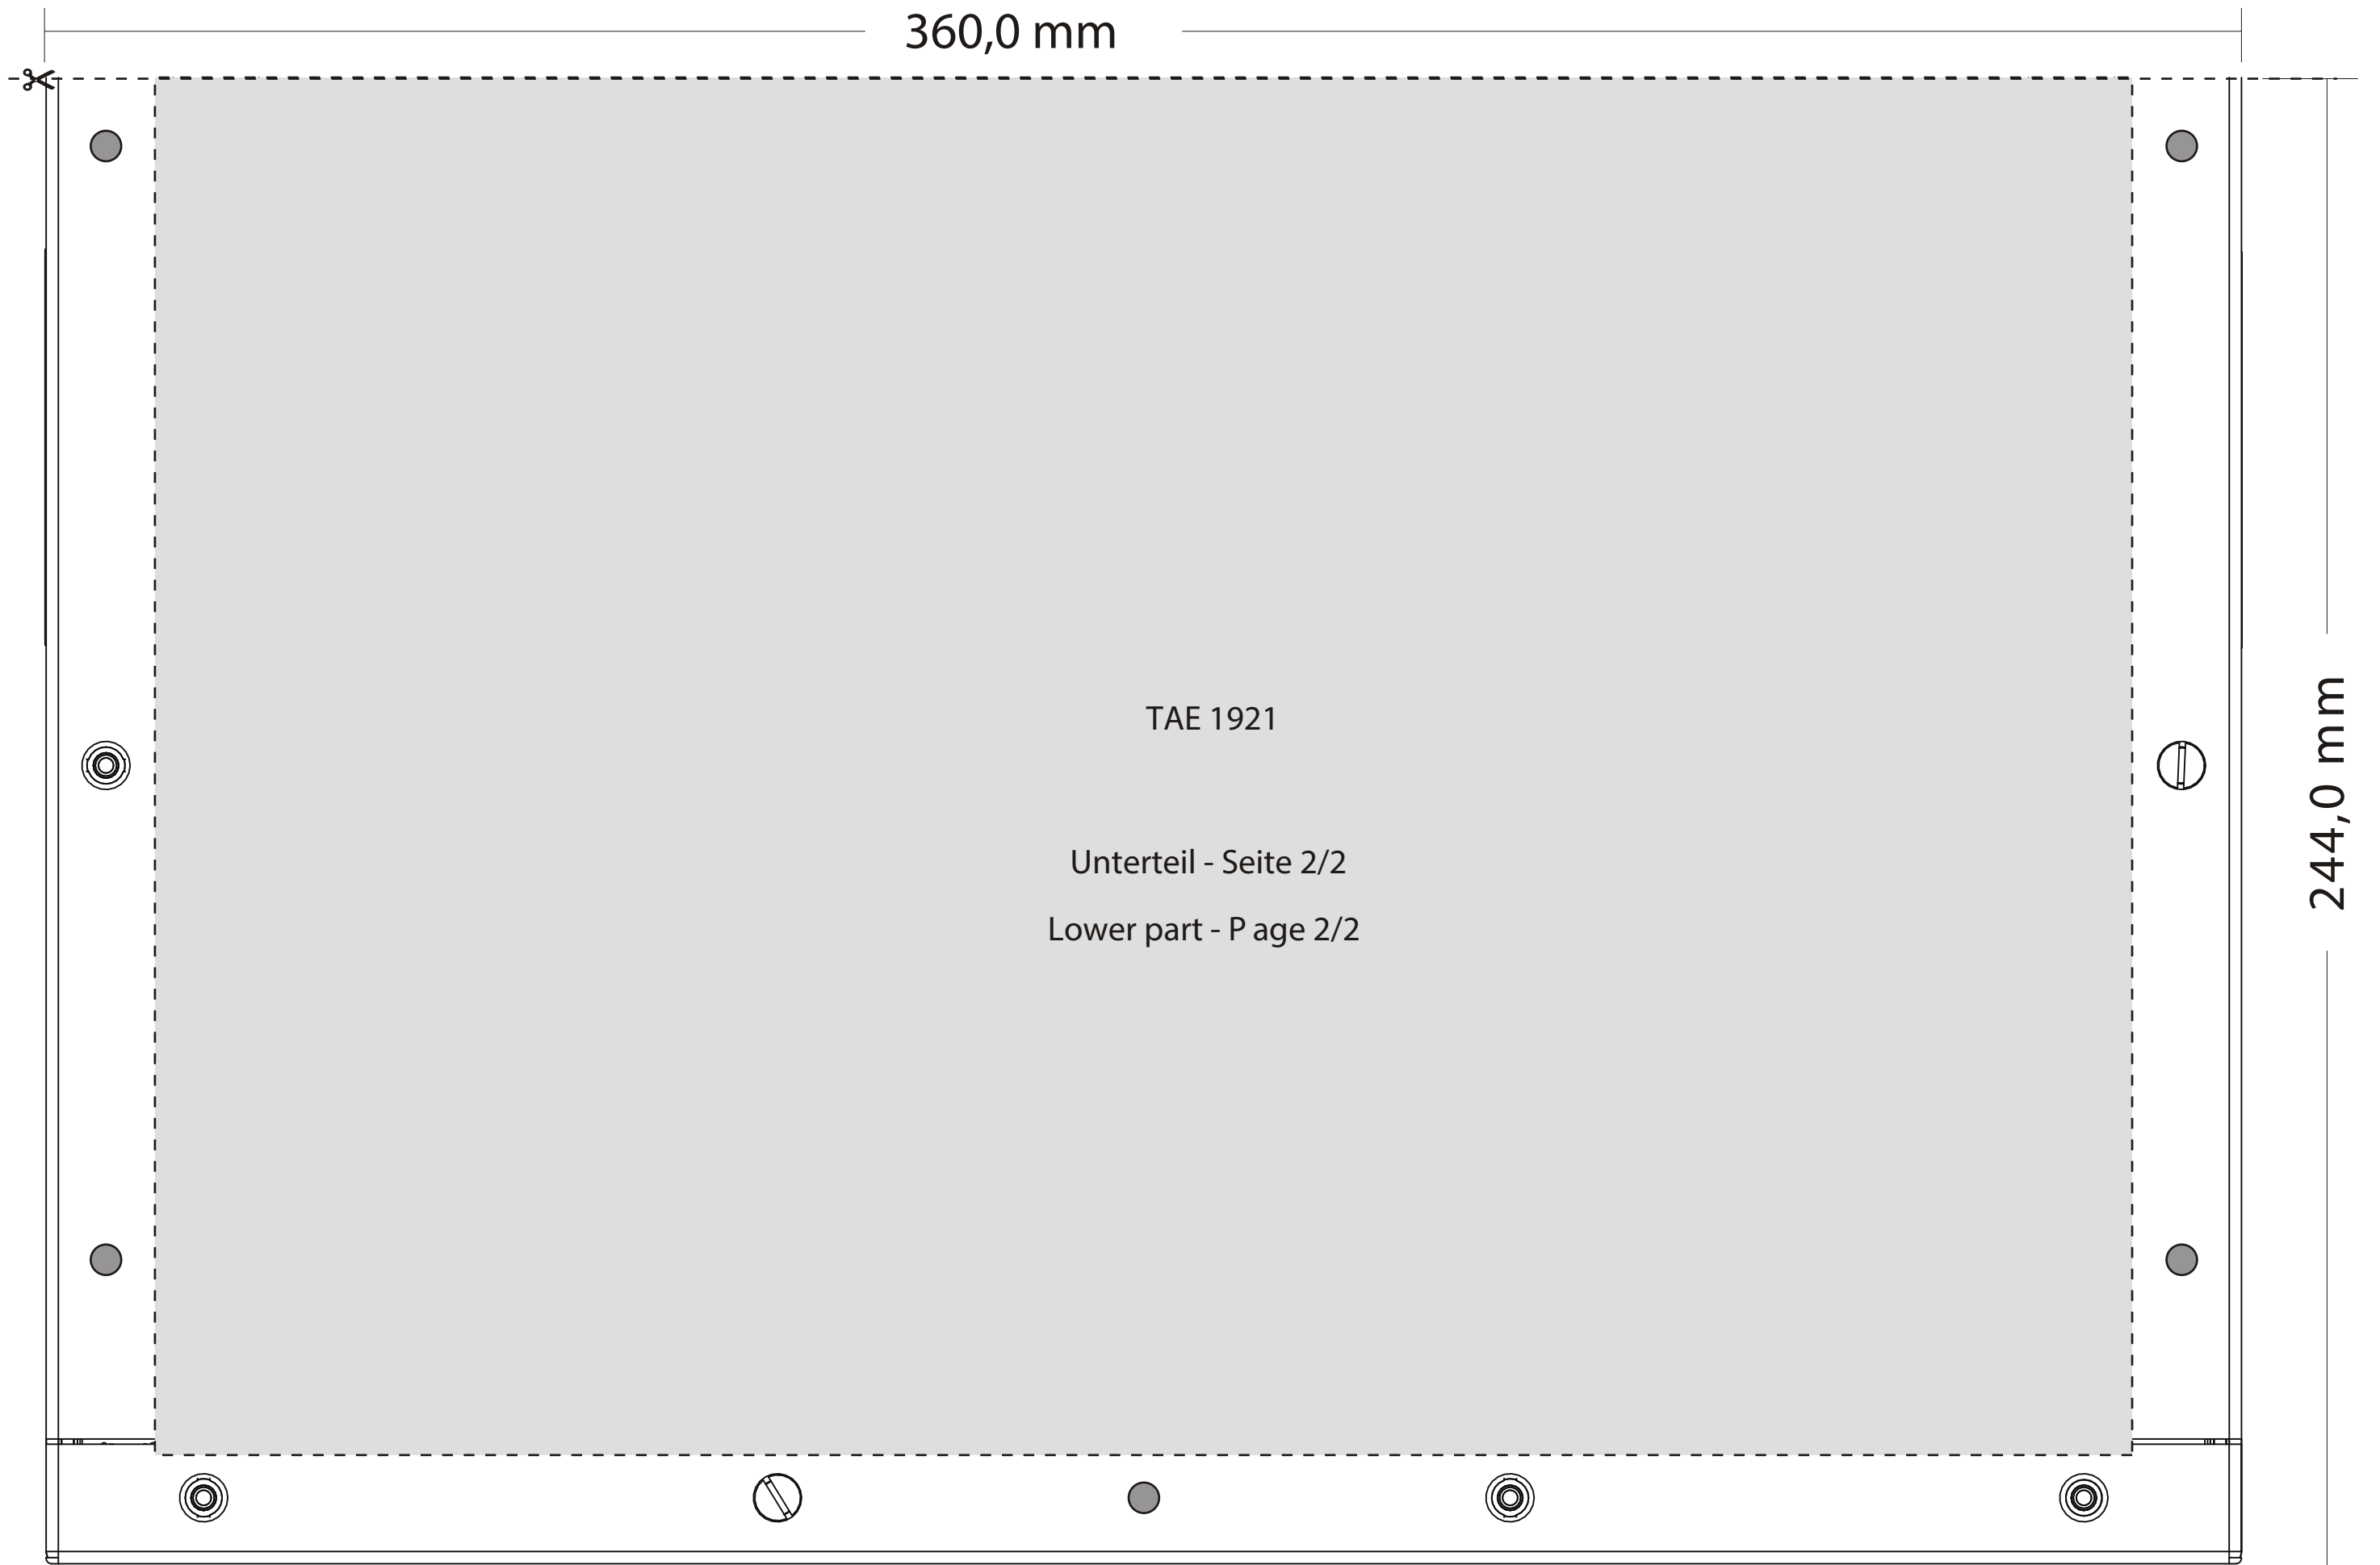 360,0 mm
TAE 1921
244,0 mm
Unterteil - Seite 2/2
Lower part - P age 2/2